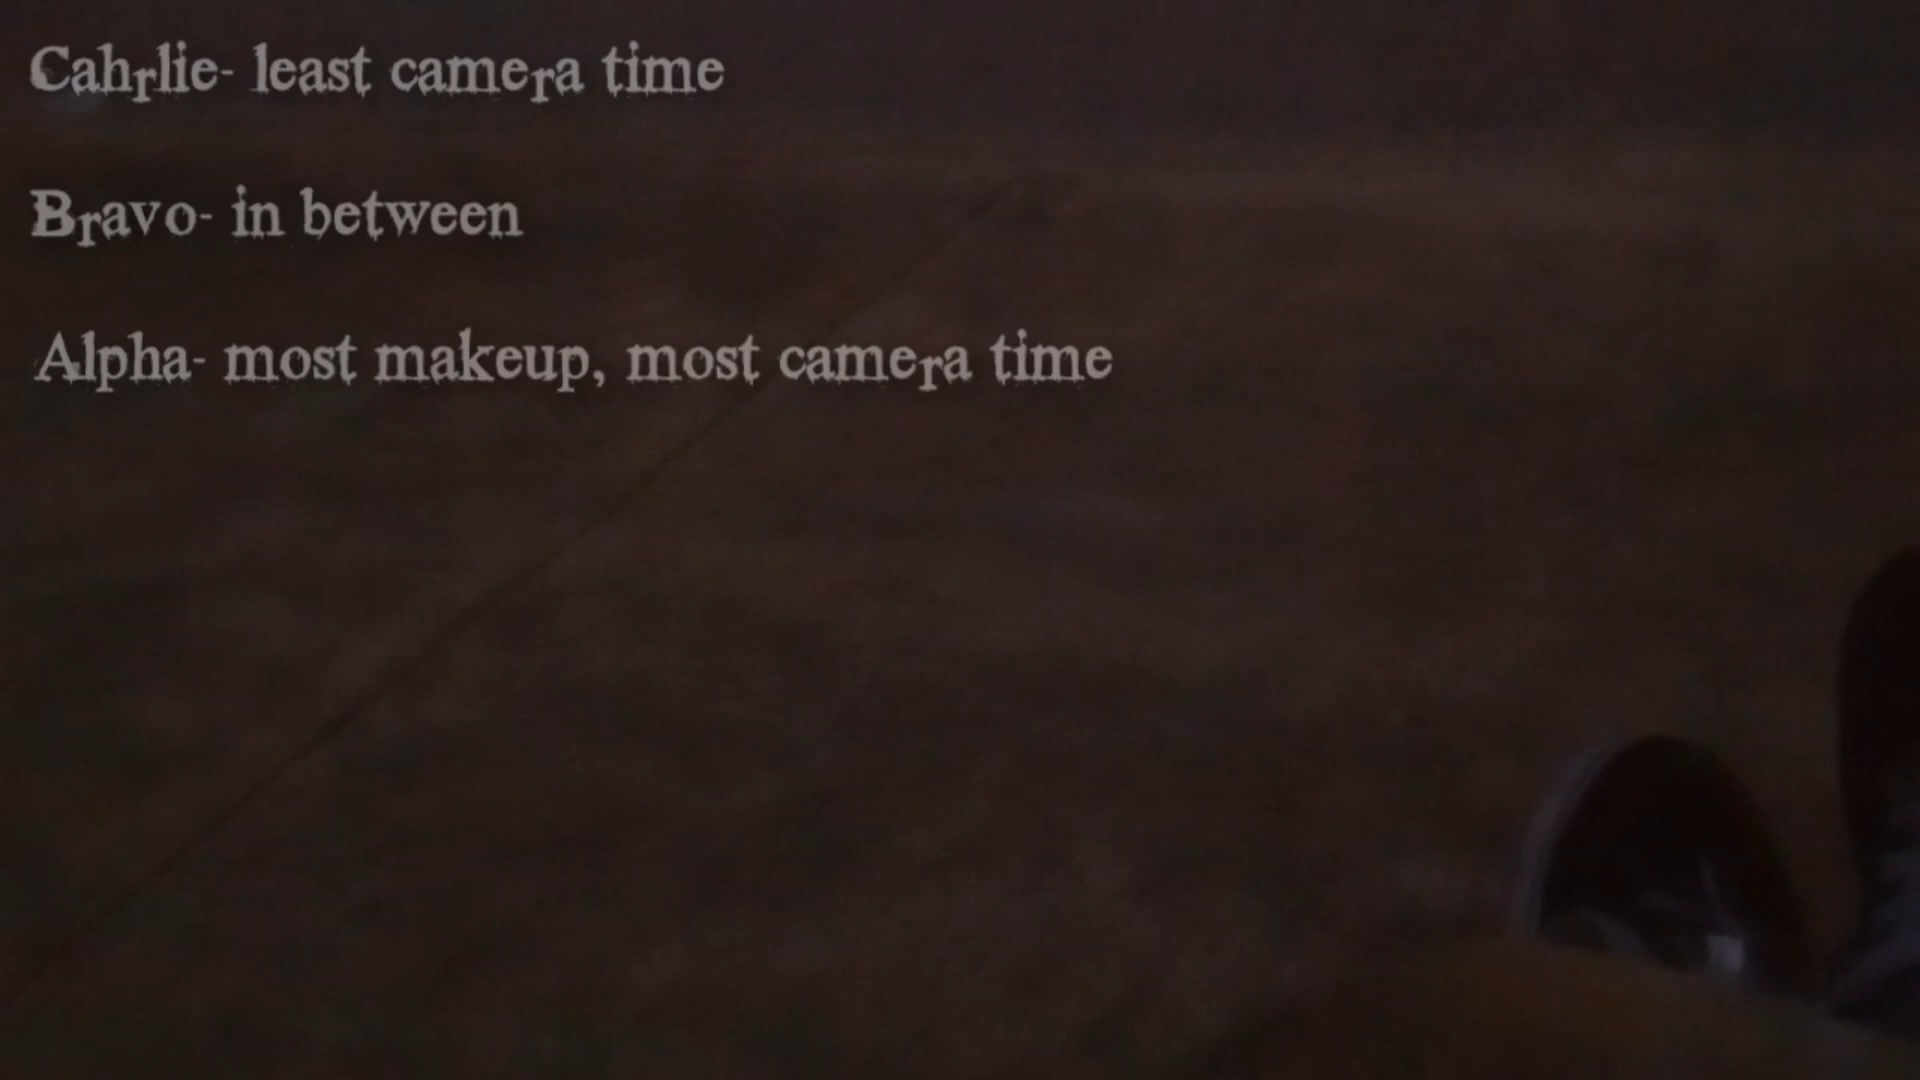 Cahrlie- least camera time
Bravo- in between
Alpha- most makeup, most camera time